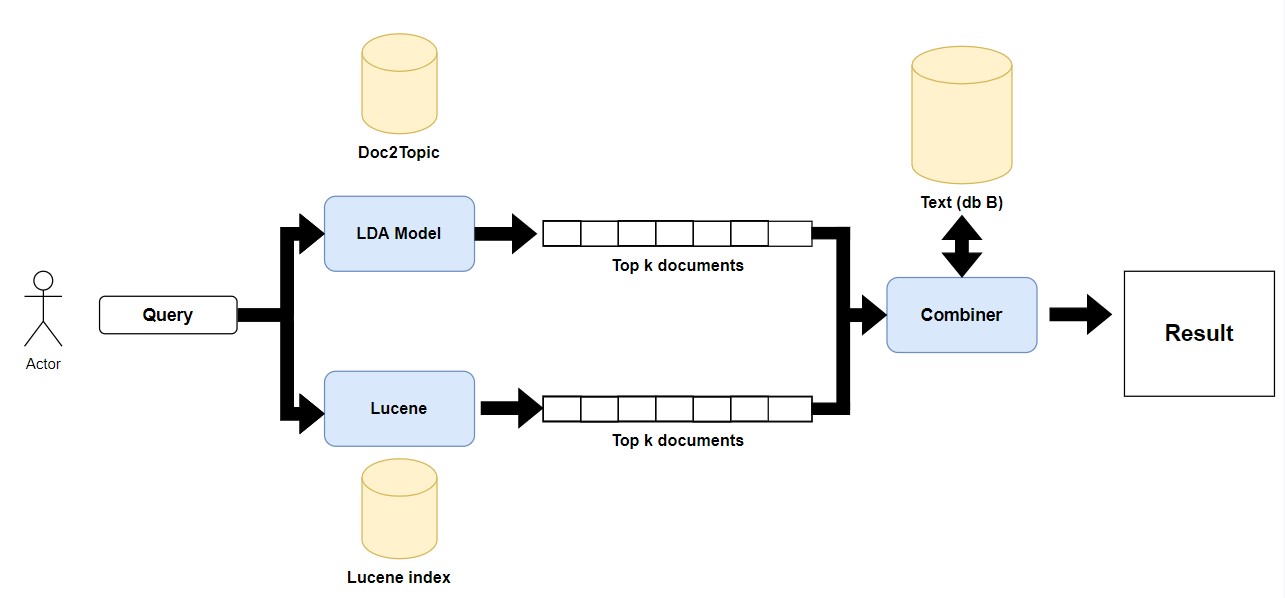 Doc2Topic
Text (db B)
LDA Model
Top k documents
Query
Actor
Combiner
Result
Lucene
Top k documents
Lucene index